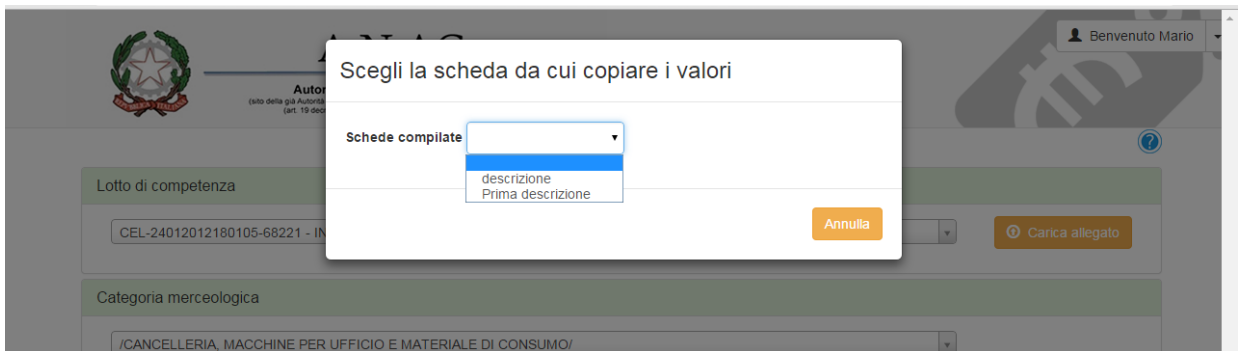 Benvenuto Mario
Scegli la scheda da cui copiare i valori
Schede compilate
descrizione
Prima descrizione
Annulla
Lotto di competenza
CEL-24012012180105-68221 - IN
Carica allegato
Categoria merceologica
/CANCELLERIA, MACCHINE PER UFFICIO E MATERIALE DI CONSUMO/